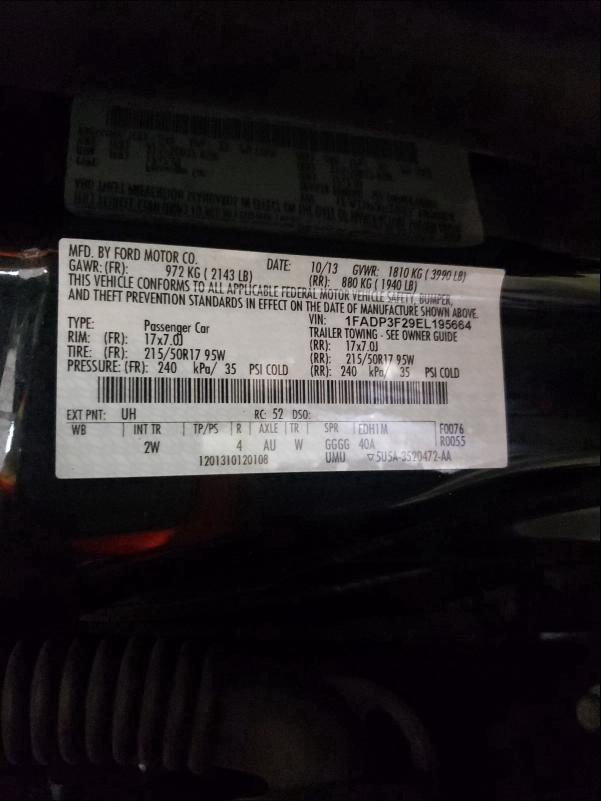 MFD. BY FORD MOTOR CO.
DATE: 10/13 GVWR: 1810 KG ( 3990 LB)
GAWR: (FR): 972 KG ( 2143 LB) (RR): 880 KG ( 1940 LB)
THIS VEHICLE CONFORMS TO ALL APPLICABLE FEDERAL MOTOR VEHICLE SAFETY, BUMPER,
AND THEFT PREVENTION STANDARDS IN EFFECT ON THE DATE OF MANUFACTURE SHOWN ABOVE.
VIN: 1FADP3F29EL195664
TYPE: Passenger Car TRAILER TOWING - SEE OWNER GUIDE
RIM: (FR): 17x7.0J (RR): 17x7.0J
TIRE: (FR): 215/50R17 95W (RR): 215/50R17 95W
PRESSURE: (FR): 240 kPa/ 35 PSI COLD (RR): 240 kPa/ 35 PSI COLD
EXT PNT: UH RC: 52 DSO:
WB INT TR TP/PS R AXLE TR SPR EDH1M F0076
2W 4 AU W GGGG 40A R0055
1201310120108 UMU ▽5U5A-3520472-AA